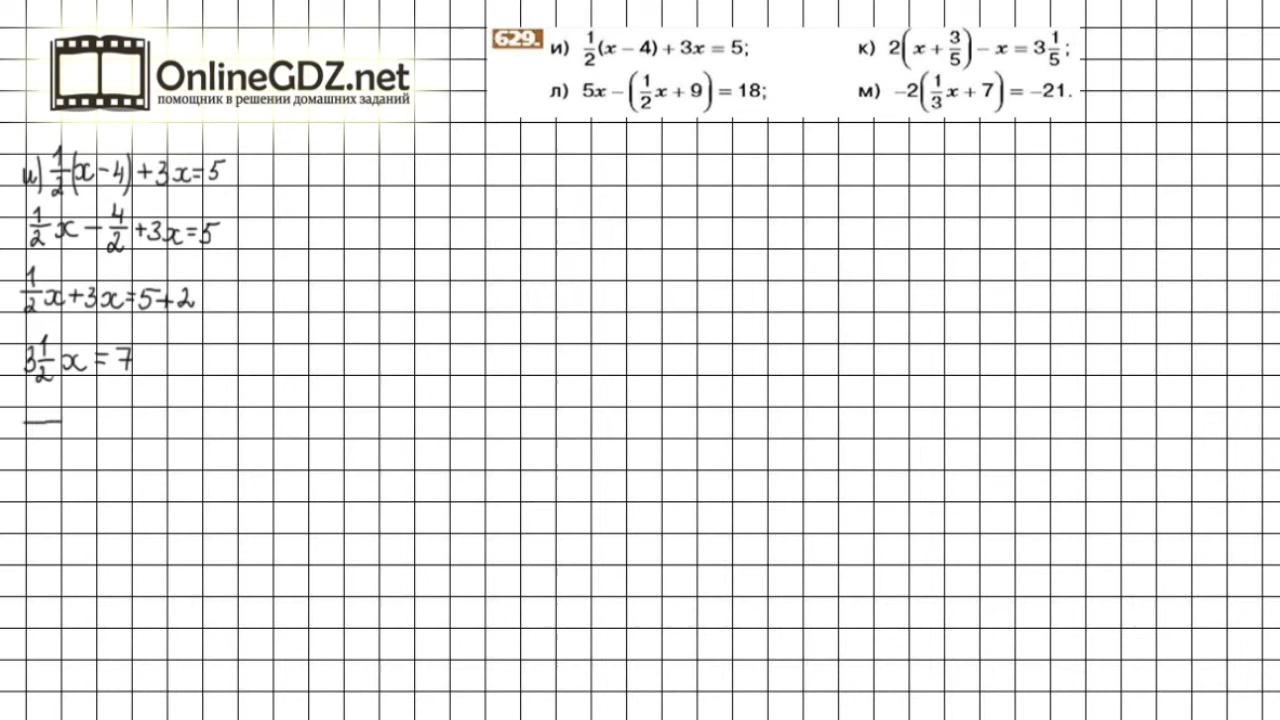 OnlineGDZ.net
помощник в решении домашних заданий
629. и) 1/2(x – 4) + 3x = 5; к) 2(x + 3/5) – x = 3 1/5;
л) 5x – (1/2x + 9) = 18; м) –2(1/3x + 7) = –21.
и) 1/2(x – 4) + 3x = 5
1/2x – 4/2 + 3x = 5
1/2x + 3x = 5 + 2
3 1/2x = 7